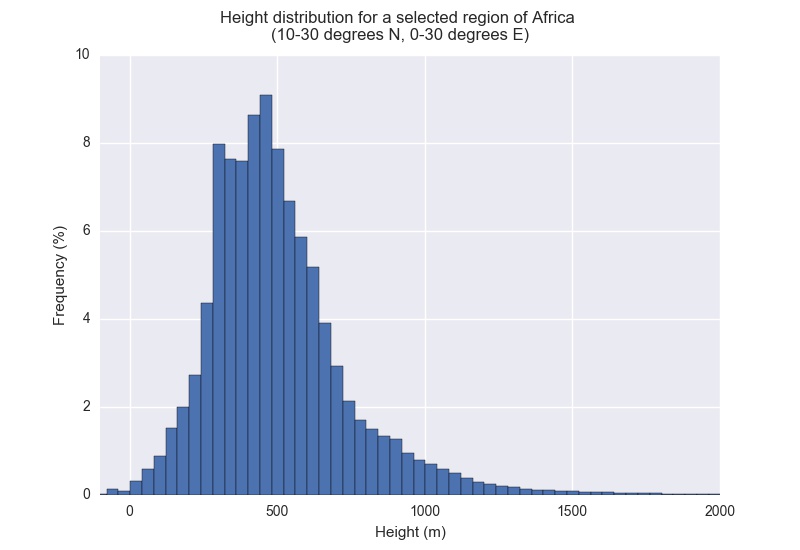 Height distribution for a selected region of Africa
(10-30 degrees N, 0-30 degrees E)
10
8
6
4
2
0
Frequency (%)
0 500 1000 1500 2000
Height (m)